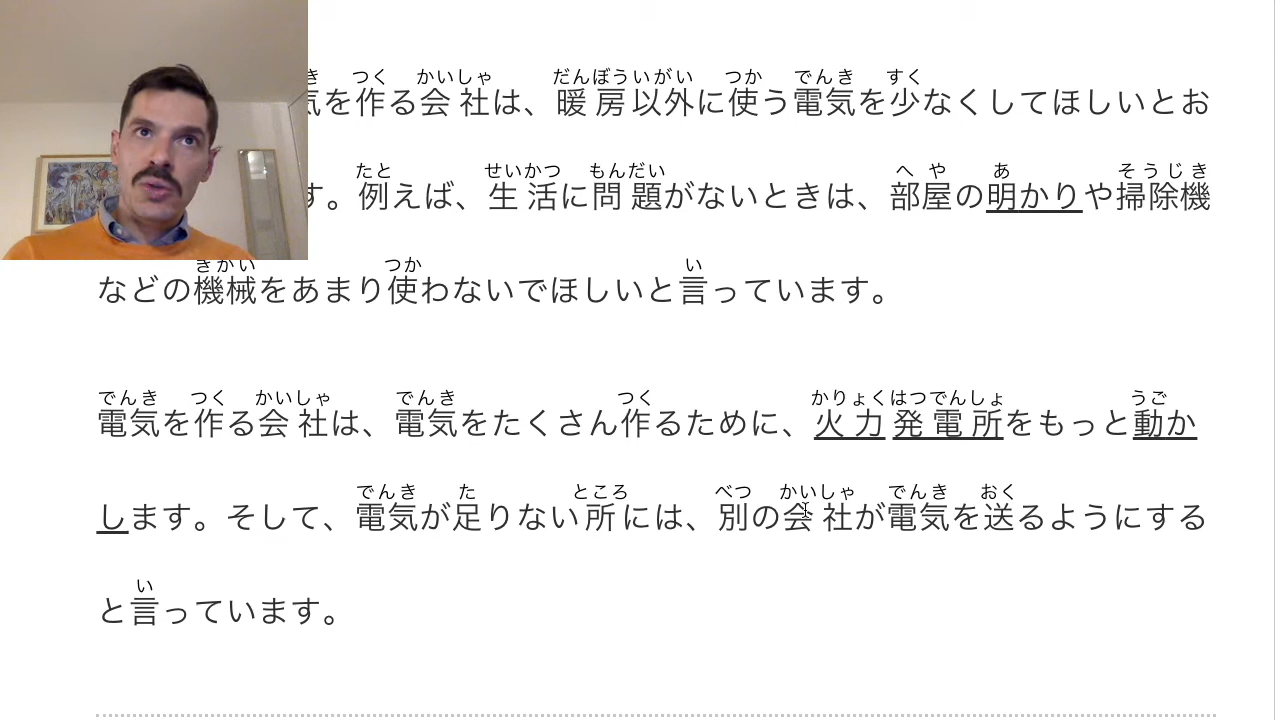 気を作る会社は、暖房以外に使う電気を少なくしてほしいとお
す。例えば、生活に問題がないときは、部屋の明かりや掃除機
などの機械をあまり使わないでほしいと言っています。
電気を作る会社は、電気をたくさん作るために、火力発電所をもっと動か
します。そして、電気が足りない所には、別の会社が電気を送るようにする
と言っています。